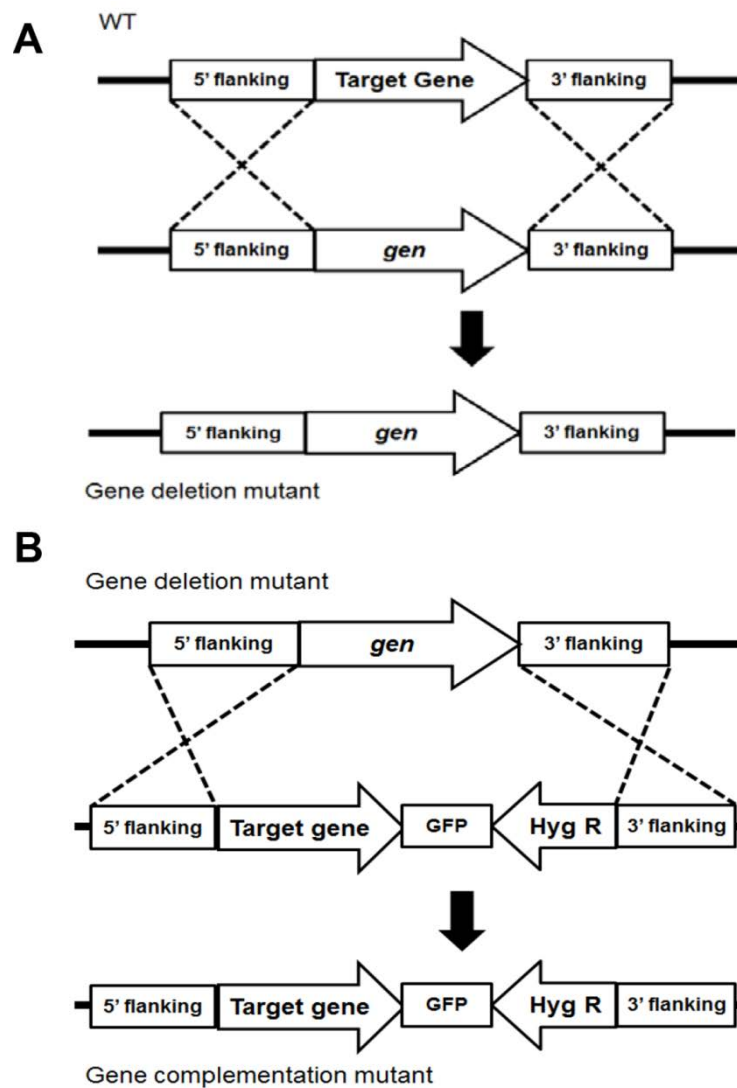 WT
A
5’ flanking Target Gene 3’ flanking
5’ flanking gen 3’ flanking
5’ flanking gen 3’ flanking
Gene deletion mutant
B
Gene deletion mutant
5’ flanking gen 3’ flanking
5’ flanking Target gene GFP Hyg R 3’ flanking
5’ flanking Target gene GFP Hyg R 3’ flanking
Gene complementation mutant